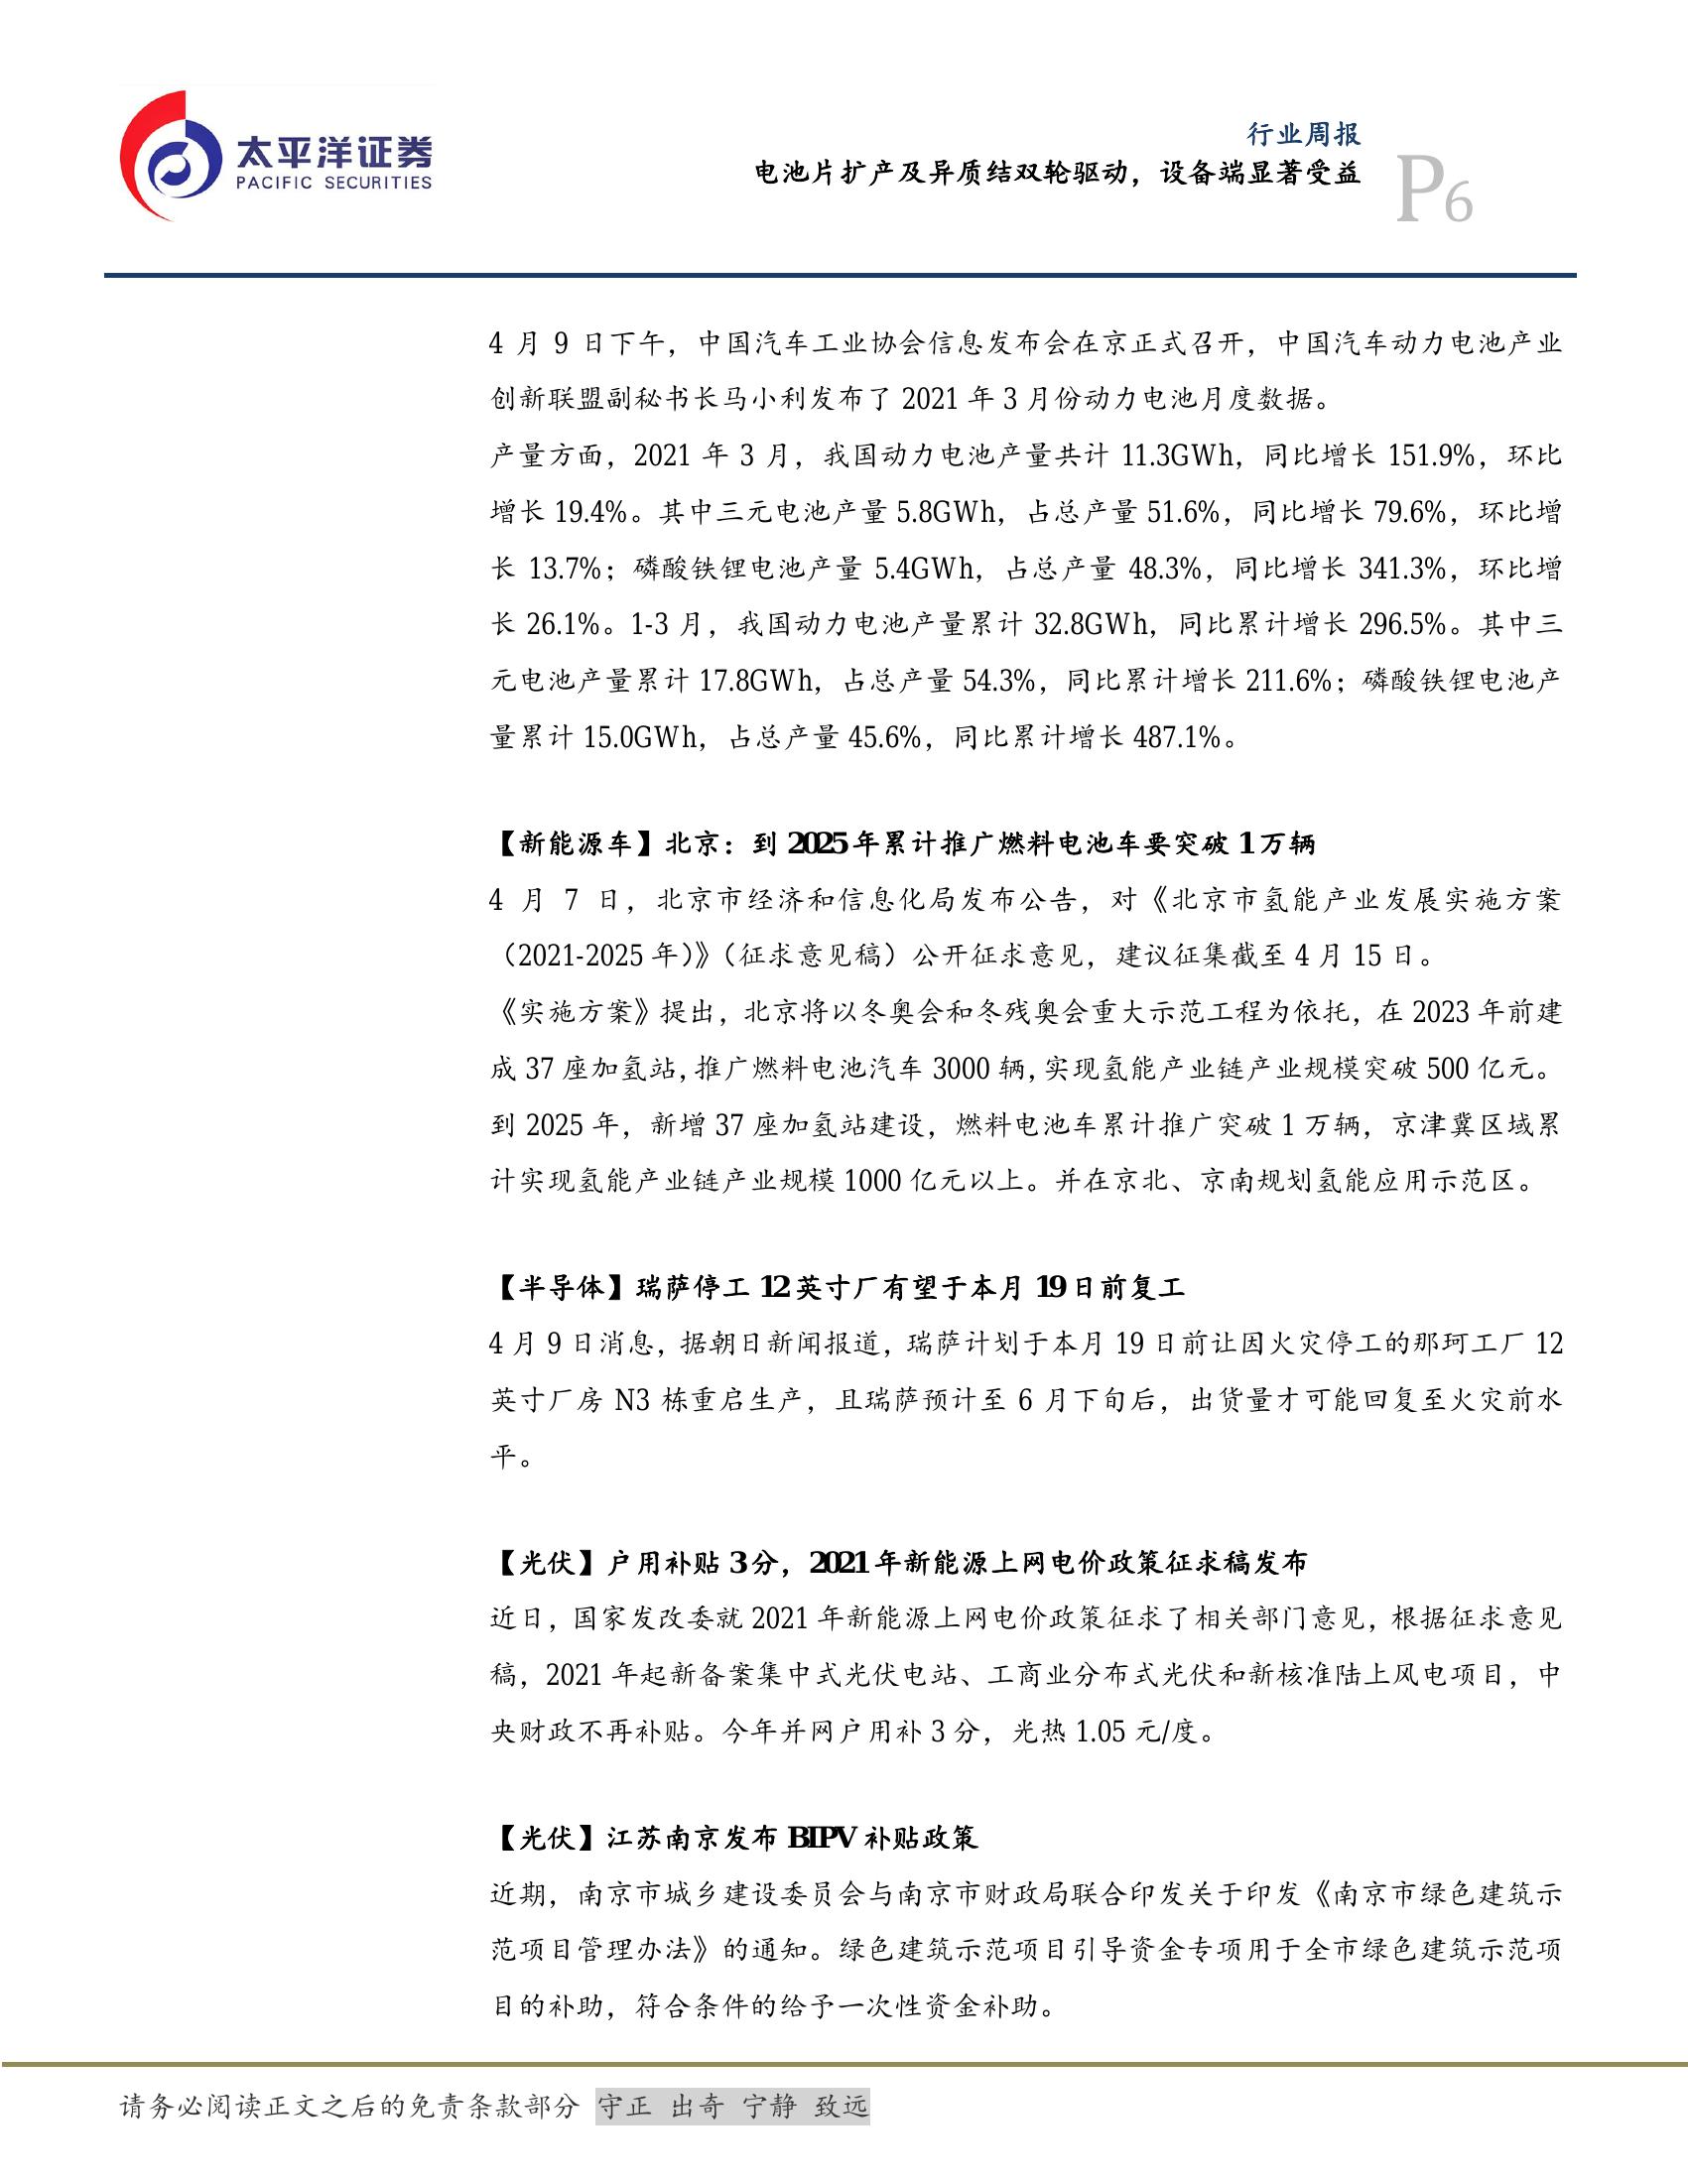 太平洋证券
PACIFIC SECURITIES
行业周报
电池片扩产及异质结双轮驱动，设备端显著受益
P6
4 月 9 日下午，中国汽车工业协会信息发布会在京正式召开，中国汽车动力电池产业
创新联盟副秘书长马小利发布了 2021 年 3 月份动力电池月度数据。
产量方面，2021 年 3 月，我国动力电池产量共计 11.3GWh，同比增长 151.9%，环比
增长 19.4%。其中三元电池产量 5.8GWh，占总产量 51.6%，同比增长 79.6%，环比增
长 13.7%；磷酸铁锂电池产量 5.4GWh，占总产量 48.3%，同比增长 341.3%，环比增
长 26.1%。1-3 月，我国动力电池产量累计 32.8GWh，同比累计增长 296.5%。其中三
元电池产量累计 17.8GWh，占总产量 54.3%，同比累计增长 211.6%；磷酸铁锂电池产
量累计 15.0GWh，占总产量 45.6%，同比累计增长 487.1%。
【新能源车】北京：到 2025 年累计推广燃料电池车要突破 1 万辆
4 月 7 日，北京市经济和信息化局发布公告，对《北京市氢能产业发展实施方案
（2021-2025 年）》（征求意见稿）公开征求意见，建议征集截至 4 月 15 日。
《实施方案》提出，北京将以冬奥会和冬残奥会重大示范工程为依托，在 2023 年前建
成 37 座加氢站，推广燃料电池汽车 3000 辆，实现氢能产业链产业规模突破 500 亿元。
到 2025 年，新增 37 座加氢站建设，燃料电池车累计推广突破 1 万辆，京津冀区域累
计实现氢能产业链产业规模 1000 亿元以上。并在京北、京南规划氢能应用示范区。
【半导体】瑞萨停工 12 英寸厂有望于本月 19 日前复工
4 月 9 日消息，据朝日新闻报道，瑞萨计划于本月 19 日前让因火灾停工的那珂工厂 12
英寸厂房 N3 栋重启生产，且瑞萨预计至 6 月下旬后，出货量才可能回复至火灾前水
平。
【光伏】户用补贴 3 分，2021 年新能源上网电价政策征求稿发布
近日，国家发改委就 2021 年新能源上网电价政策征求了相关部门意见，根据征求意见
稿，2021 年起新备案集中式光伏电站、工商业分布式光伏和新核准陆上风电项目，中
央财政不再补贴。今年并网户用补 3 分，光热 1.05 元/度。
【光伏】江苏南京发布 BIPV 补贴政策
近期，南京市城乡建设委员会与南京市财政局联合印发关于印发《南京市绿色建筑示
范项目管理办法》的通知。绿色建筑示范项目引导资金专项用于全市绿色建筑示范项
目的补助，符合条件的给予一次性资金补助。
请务必阅读正文之后的免责条款部分 守正 出奇 宁静 致远